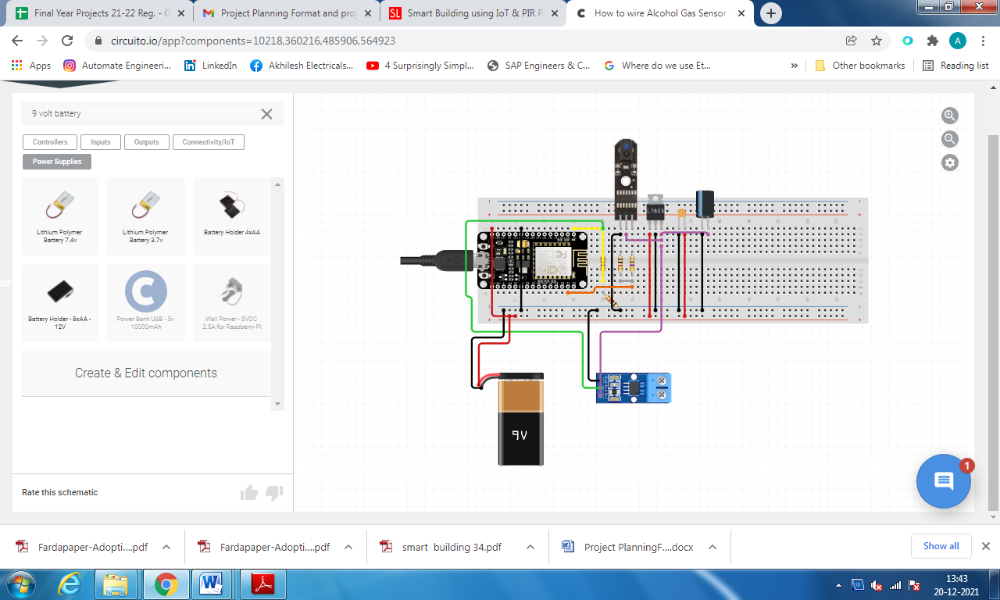 Final Year Projects 21-22 Reg. - G
Project Planning Format and proj
SL
Smart Building using IoT & PIR P
How to wire Alcohol Gas Sensor
circuito.io/app?components=10218,360216,485906,564923
A
Apps
Automate Engineeri...
LinkedIn
Akhilesh Electricals...
4 Surprisingly Simpl...
SAP Engineers & C...
Where do we use Et...
Other bookmarks
Reading list
9 volt battery
Controllers
Inputs
Outputs
Connectivity/IoT
Power Supplies
Lithium Polymer
Battery 7.4v
Lithium Polymer
Battery 3.7v
Battery Holder 4xAA
Battery Holder - 8xAA -
12V
Power Bank USB - 5v
10000mAh
Wall Power - 5VDC
2.5A for Raspberry PI
Create & Edit components
Rate this schematic
L7805
9V
1
Fardapaper-Adopti....pdf
Fardapaper-Adopti....pdf
smart building 34.pdf
Project PlanningF....docx
Show all
13:43
20-12-2021